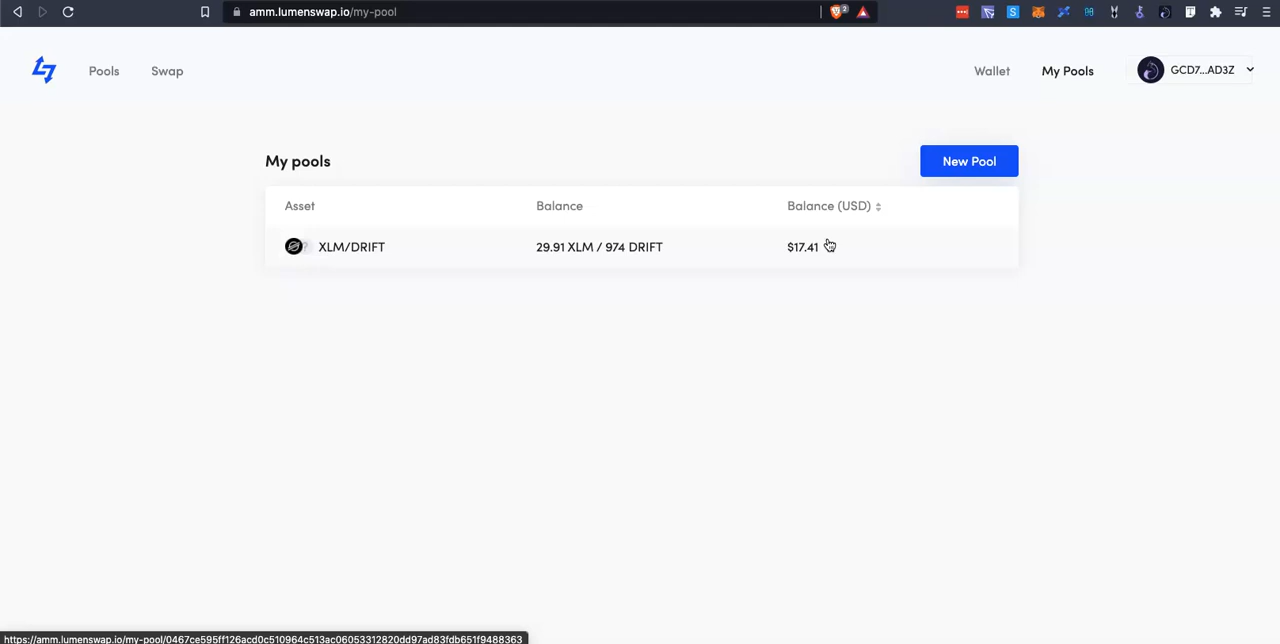 amm.lumenswap.io/my-pool
2
Pools
Swap
Wallet
My Pools
GCD7...AD3Z
My pools
New Pool
Asset
Balance
Balance (USD)
XLM/DRIFT
29.91 XLM / 974 DRIFT
$17.41
https://amm.lumenswap.io/my-pool/0467ce595ff126acd0c510964c513ac06053312820dd97ad83fdb651f9488363